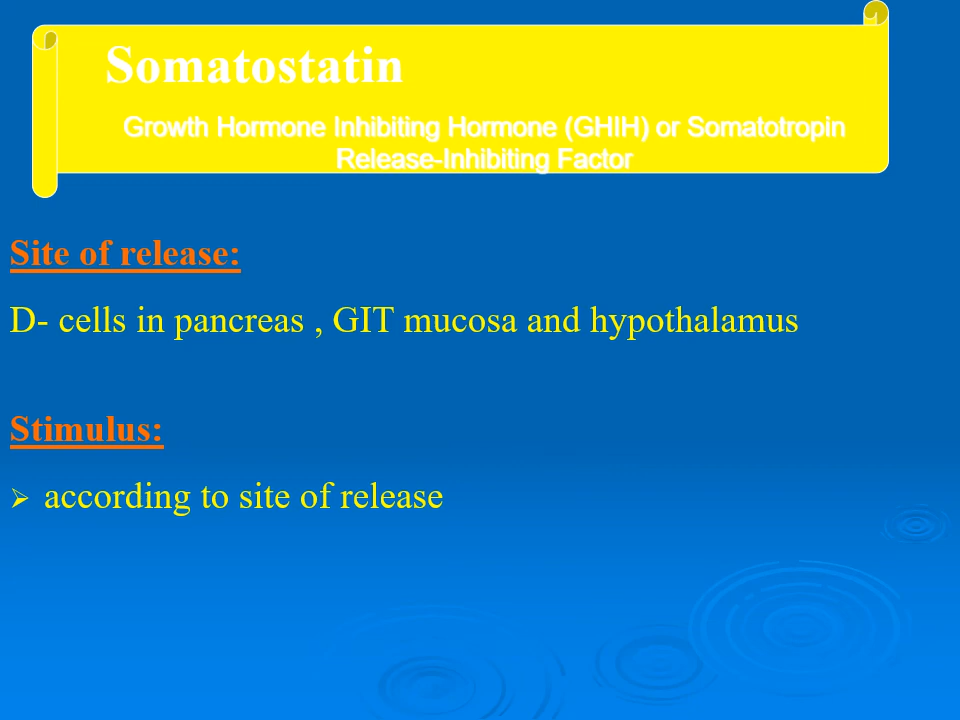 Somatostatin
Growth Hormone Inhibiting Hormone (GHIH) or Somatotropin
Release-Inhibiting Factor
Site of release:
D- cells in pancreas , GIT mucosa and hypothalamus
Stimulus:
➢ according to site of release